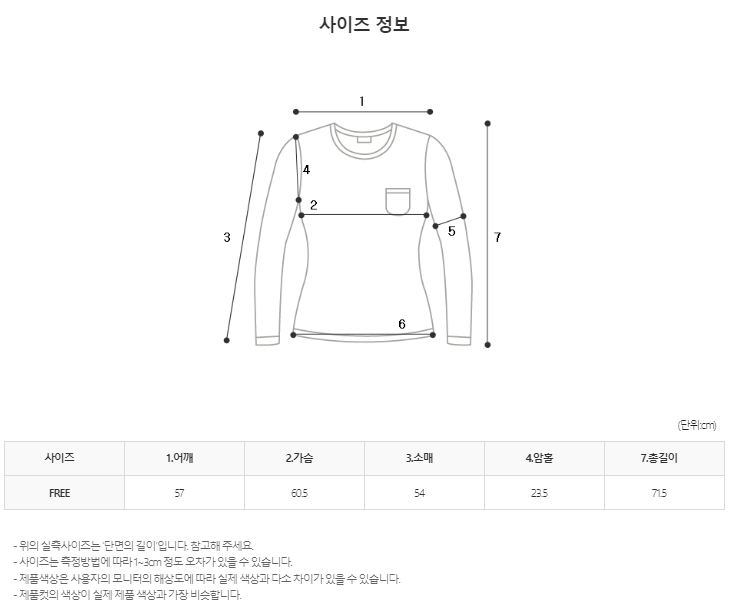 사이즈 정보
1
4
2
3
5
7
6
(단위:cm)
사이즈 1.어깨 2.가슴 3.소매 4.암홀 7.총길이
FREE 57 60.5 54 23.5 71.5
- 위의 실측사이즈는 '단면의 길이'입니다. 참고해 주세요.
- 사이즈는 측정방법에 따라 1~3cm 정도 오차가 있을 수 있습니다.
- 제품색상은 사용자의 모니터의 해상도에 따라 실제 색상과 다소 차이가 있을 수 있습니다.
- 제품컷의 색상이 실제 제품 색상과 가장 비슷합니다.